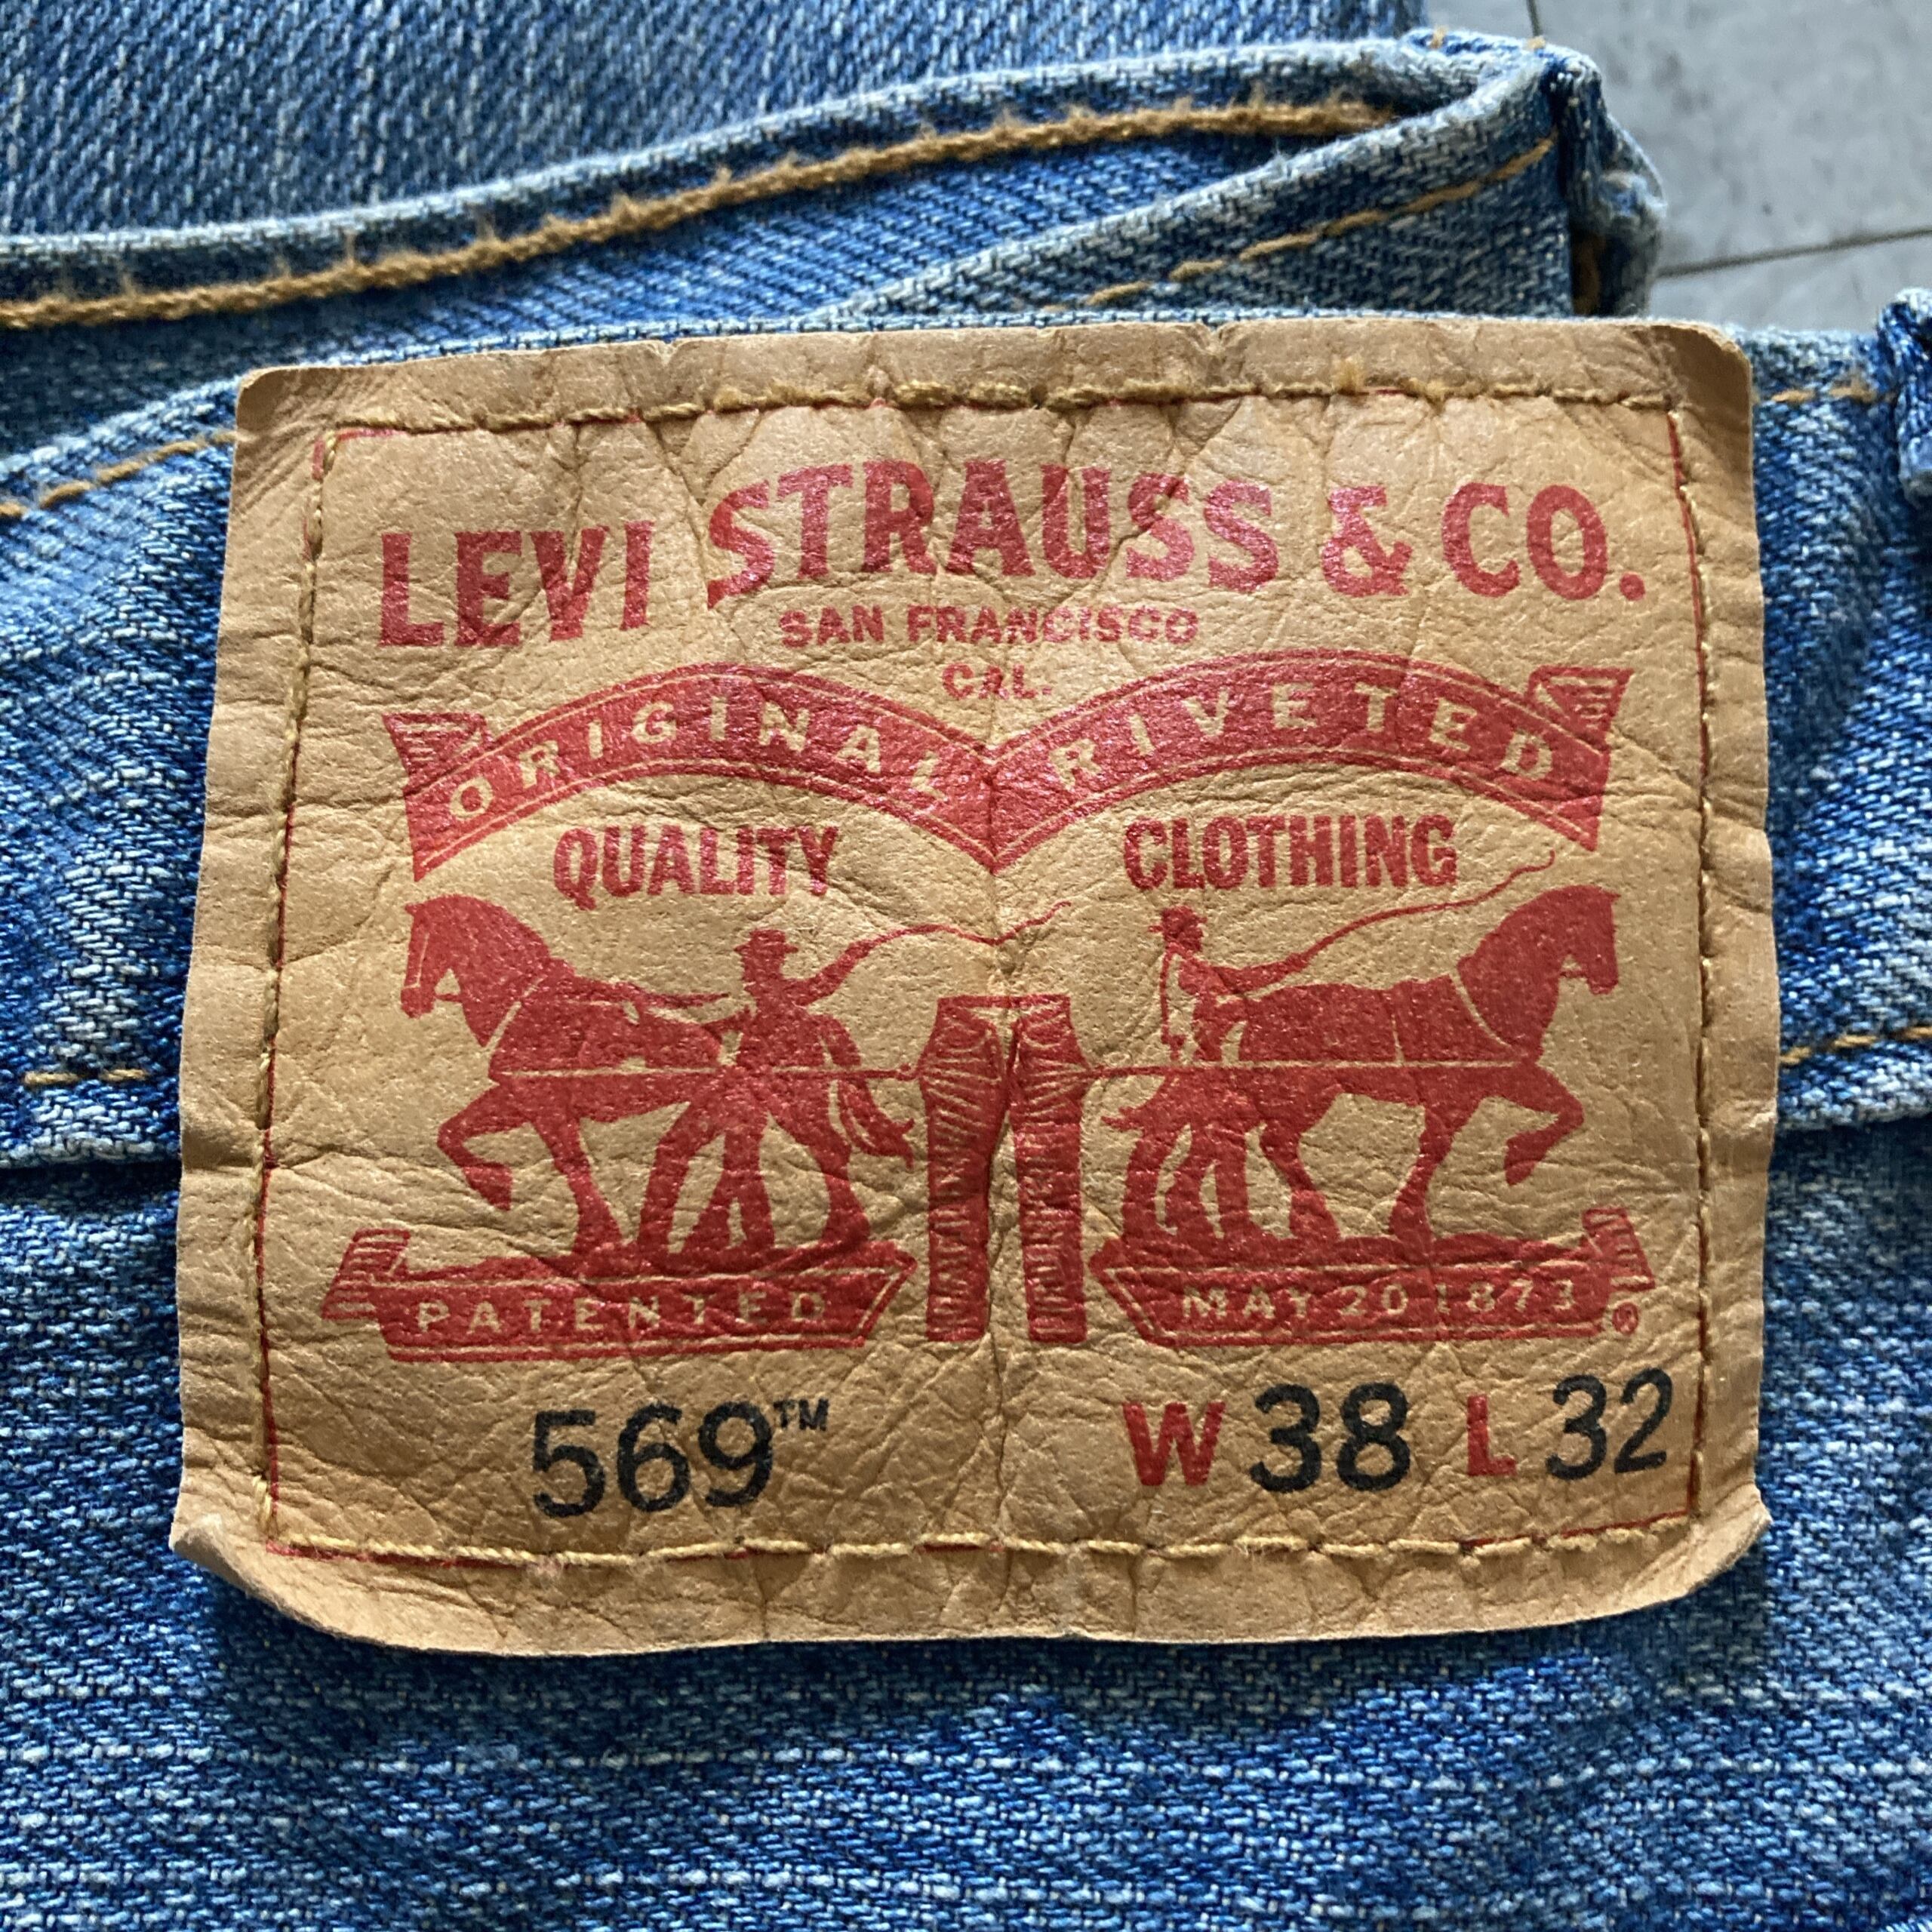 LEVI STRAUSS & CO.
SAN FRANCISCO
CAL.
ORIGINAL RIVETED
QUALITY CLOTHING
PATENTED MAY 20 1873 ®
569™ W 38 L 32